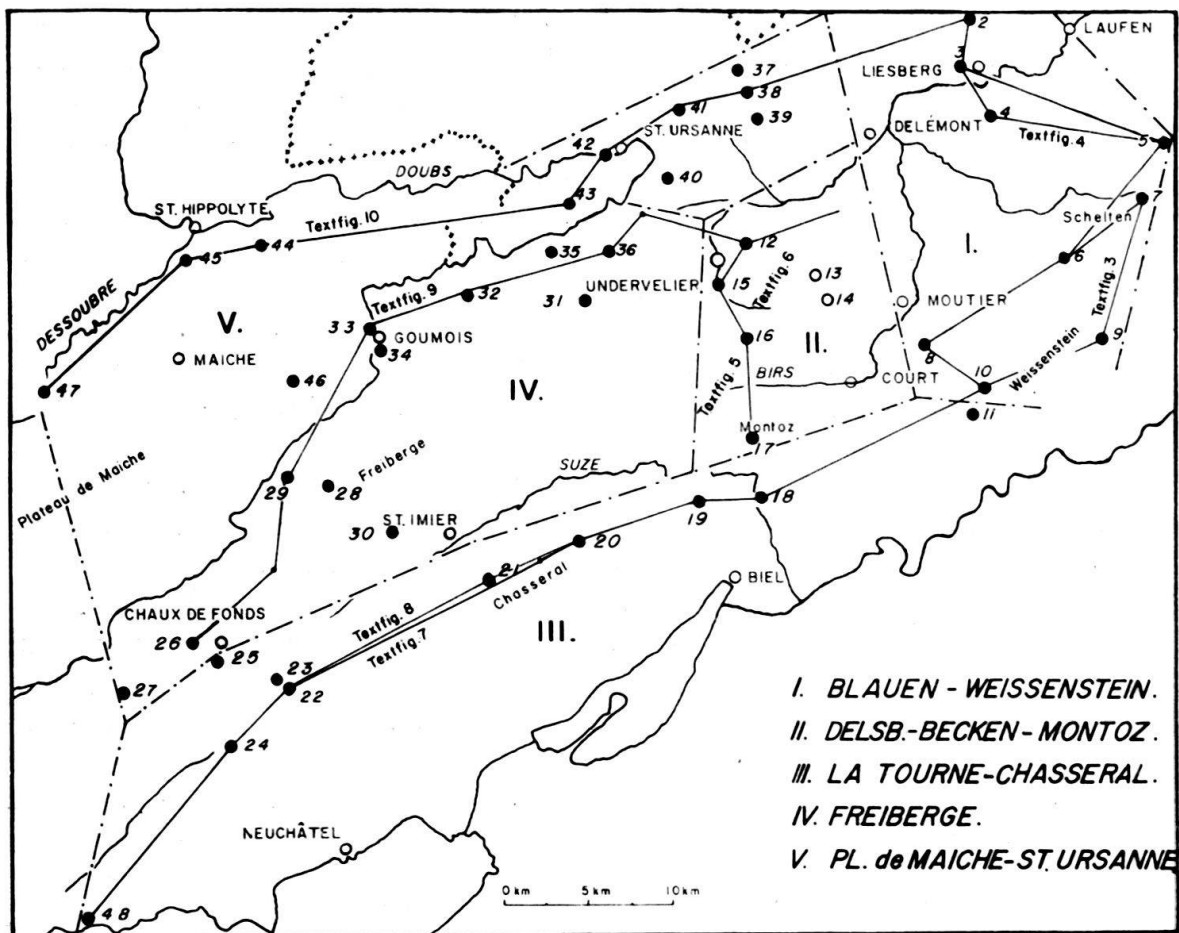 2
LAUFEN
3
LIESBERG
37
38
41
39
4
DELÉMONT
Textfig. 4
5
42
ST. URSANNE
DOUBS
40
43
7
ST. HIPPOLYTE
Textfig. 10
Schelten
I.
45
44
35
36
12
6
Textfig. 6
13
DESSOUBRE
Textfig. 9
32
31
UNDERVELIER
15
14
MOUTIER
Textfig. 3
V.
33
GOUMOIS
34
16
II.
8
9
MAICHE
46
IV.
Textfig. 5
BIRS
COURT
10
Weissenstein
47
11
Montoz
17
Plateau de Maiche
Freiberge
SUZE
29
28
18
19
30
ST. IMIER
20
21
Chasseral
BIEL
CHAUX DE FONDS
Textfig. 8
Textfig. 7
III.
26
25
23
27
22
24
I. BLAUEN - WEISSENSTEIN.
II. DELSB.-BECKEN-MONTOZ.
III. LA TOURNE-CHASSERAL.
IV. FREIBERGE.
V. PL. de MAICHE-ST. URSANNE
NEUCHÂTEL
0 km 5 km 10 km
48